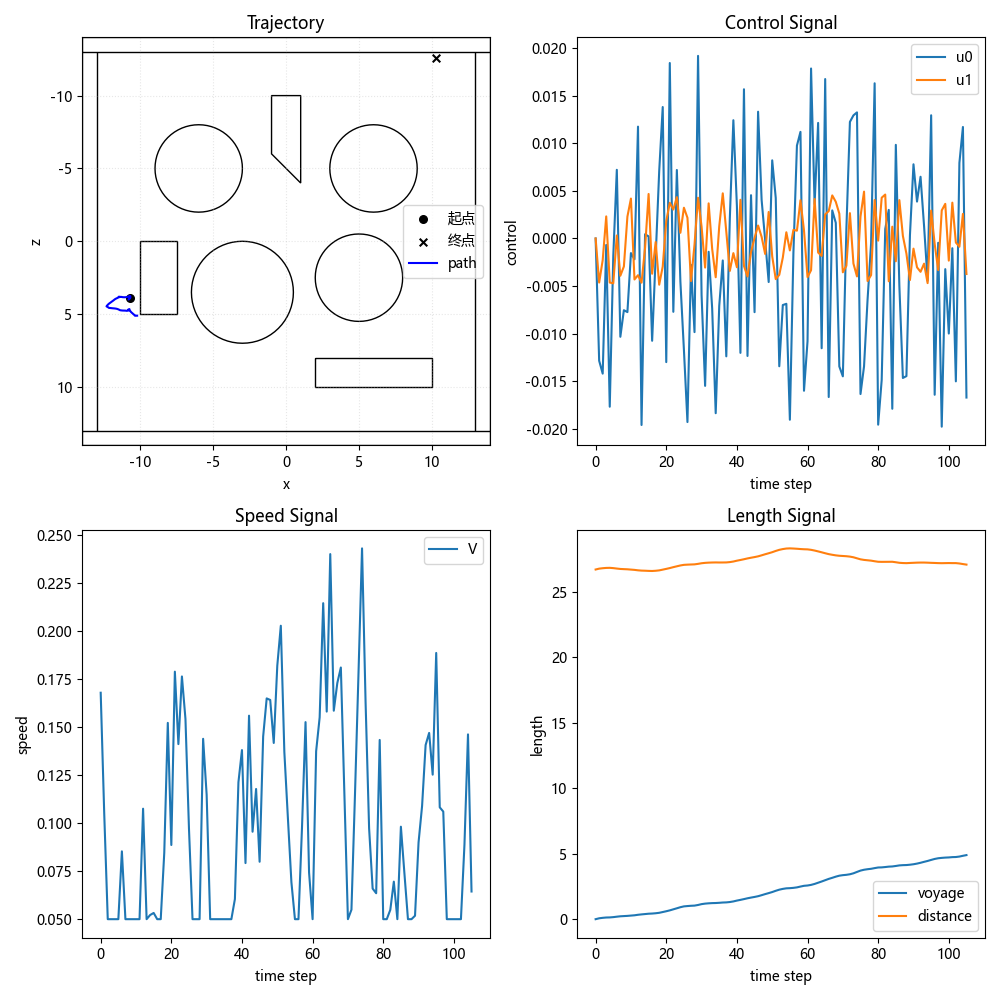 Trajectory
-10
-5
0
5
10
z
-10
-5
0
5
10
x
起点
终点
path
Control Signal
0.020
0.015
0.010
0.005
0.000
-0.005
-0.010
-0.015
-0.020
control
0
20
40
60
80
100
time step
u0
u1
Speed Signal
0.250
0.225
0.200
0.175
0.150
0.125
0.100
0.075
0.050
speed
0
20
40
60
80
100
time step
V
Length Signal
25
20
15
10
5
0
length
0
20
40
60
80
100
time step
voyage
distance